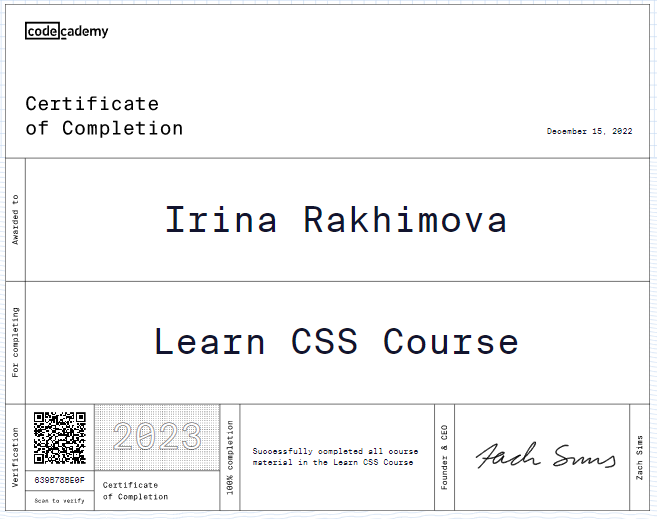 codecademy
Certificate
of Completion
December 15, 2022
Awarded to
Irina Rakhimova
For completing
Learn CSS Course
Verification
639B78BE0F
Scan to verify
2023
Certificate
of Completion
100% completion
Successfully completed all course
material in the Learn CSS Course
Founder & CEO
Zach Sims
Zach Sims